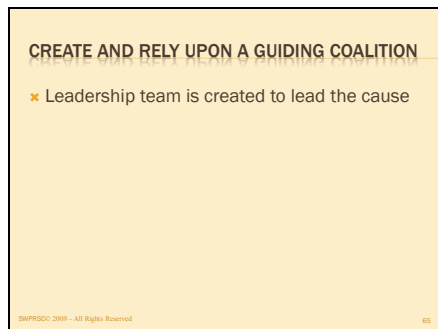 CREATE AND RELY UPON A GUIDING COALITION
Leadership team is created to lead the cause
SWPRSC© 2009 – All Rights Reserved
65